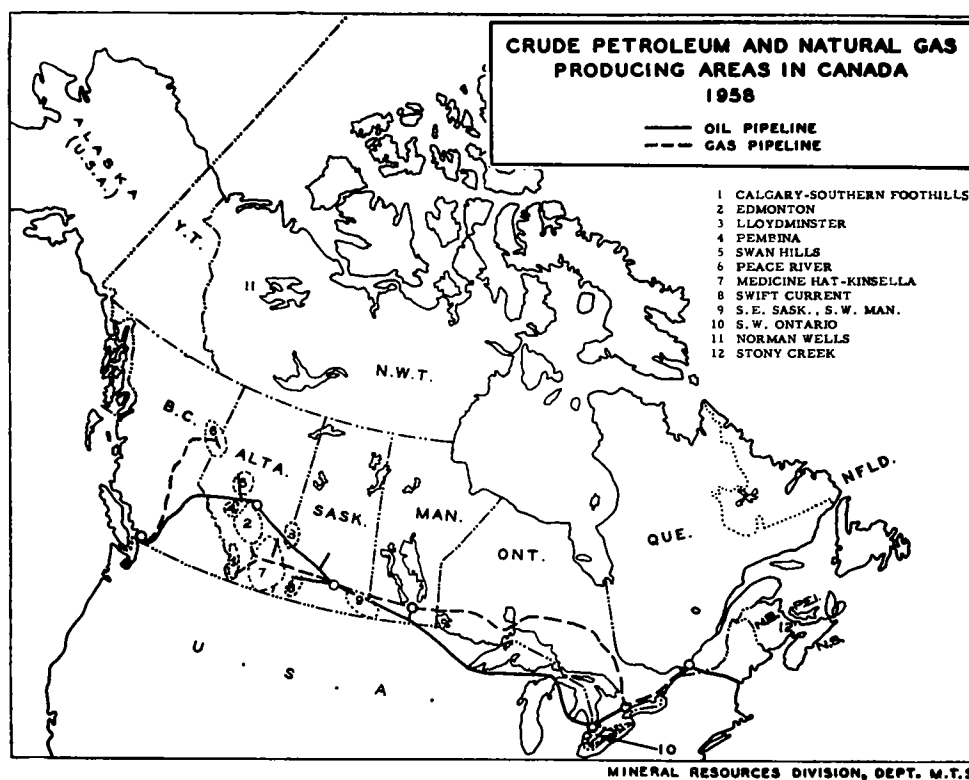 CRUDE PETROLEUM AND NATURAL GAS
PRODUCING AREAS IN CANADA
1958
OIL PIPELINE
GAS PIPELINE
1 CALGARY-SOUTHERN FOOTHILLS
2 EDMONTON
3 LLOYDMINSTER
4 PEMBINA
5 SWAN HILLS
6 PEACE RIVER
7 MEDICINE HAT-KINSELLA
8 SWIFT CURRENT
9 S.E. SASK., S.W. MAN.
10 S.W. ONTARIO
11 NORMAN WELLS
12 STONY CREEK
ALASKA
(U.S.A.)
Y.T.
11
N.W.T.
B.C.
6
ALTA.
5
4
2
3
SASK.
MAN.
ONT.
QUE.
NFLD.
1
7
8
9
N.B.
P.E.I.
12
N.S.
U . S . A .
10
MINERAL RESOURCES DIVISION, DEPT. M.T.S